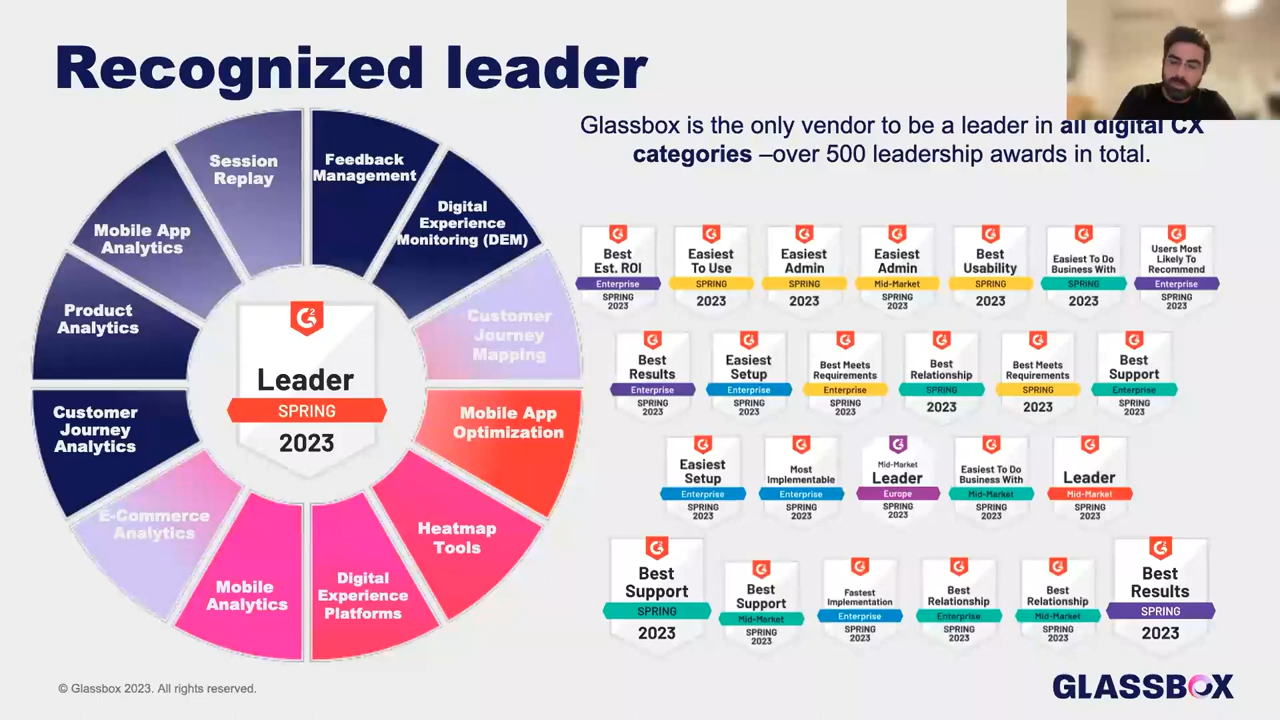 Recognized leader
Glassbox is the only vendor to be a leader in all digital CX
categories –over 500 leadership awards in total.
Session
Replay
Feedback
Management
Digital
Experience
Monitoring (DEM)
Customer
Journey
Mapping
Mobile App
Optimization
Heatmap
Tools
Digital
Experience
Platforms
Mobile
Analytics
E-Commerce
Analytics
Customer
Journey
Analytics
Product
Analytics
Mobile App
Analytics
G2
Leader
SPRING
2023
Best
Est. ROI
Enterprise
SPRING
2023
Easiest
To Use
SPRING
2023
Easiest
Admin
SPRING
2023
Easiest
Admin
Mid-Market
SPRING
2023
Best
Usability
SPRING
2023
Easiest To Do
Business With
SPRING
2023
Users Most
Likely To
Recommend
Enterprise
SPRING
2023
Best
Results
Enterprise
SPRING
2023
Easiest
Setup
Enterprise
SPRING
2023
Best Meets
Requirements
Enterprise
SPRING
2023
Best
Relationship
SPRING
2023
Best Meets
Requirements
SPRING
2023
Best
Support
Enterprise
SPRING
2023
Easiest
Setup
Enterprise
SPRING
2023
Most
Implementable
Enterprise
SPRING
2023
Mid-Market
Leader
Europe
SPRING
2023
Easiest To Do
Business With
Mid-Market
SPRING
2023
Leader
Mid-Market
SPRING
2023
Best
Support
SPRING
2023
Best
Support
Mid-Market
SPRING
2023
Fastest
Implementation
Enterprise
SPRING
2023
Best
Relationship
Enterprise
SPRING
2023
Best
Relationship
Mid-Market
SPRING
2023
Best
Results
SPRING
2023
© Glassbox 2023. All rights reserved.
GLASSBOX